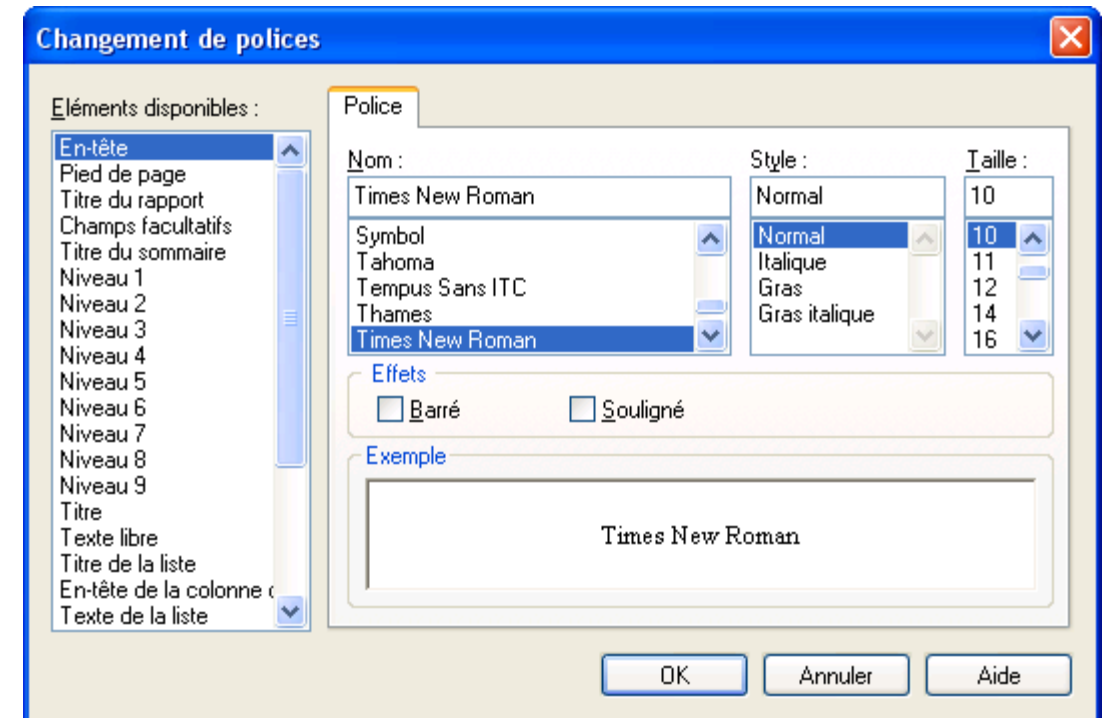 Changement de polices
Eléments disponibles :
En-tête
Pied de page
Titre du rapport
Champs facultatifs
Titre du sommaire
Niveau 1
Niveau 2
Niveau 3
Niveau 4
Niveau 5
Niveau 6
Niveau 7
Niveau 8
Niveau 9
Titre
Texte libre
Titre de la liste
En-tête de la colonne
Texte de la liste
Police
Nom :
Times New Roman
Symbol
Tahoma
Tempus Sans ITC
Thames
Times New Roman
Style :
Normal
Normal
Italique
Gras
Gras italique
Taille :
10
10
11
12
14
16
Effets
Barré
Souligné
Exemple
Times New Roman
OK
Annuler
Aide